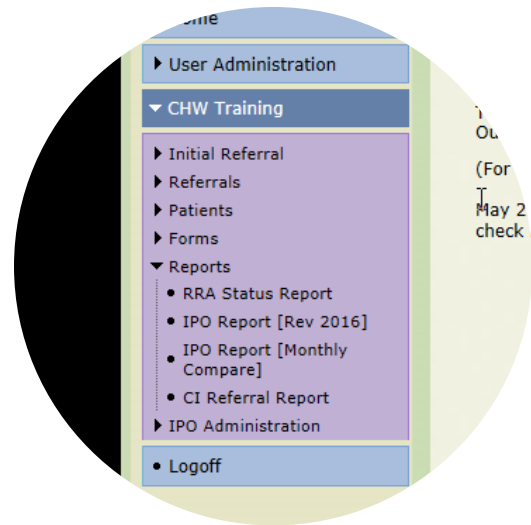 User Administration
CHW Training
Initial Referral
Referrals
Patients
Forms
Reports
RRA Status Report
IPO Report [Rev 2016]
IPO Report [Monthly
Compare]
CI Referral Report
IPO Administration
Logoff
(For
May 2
check